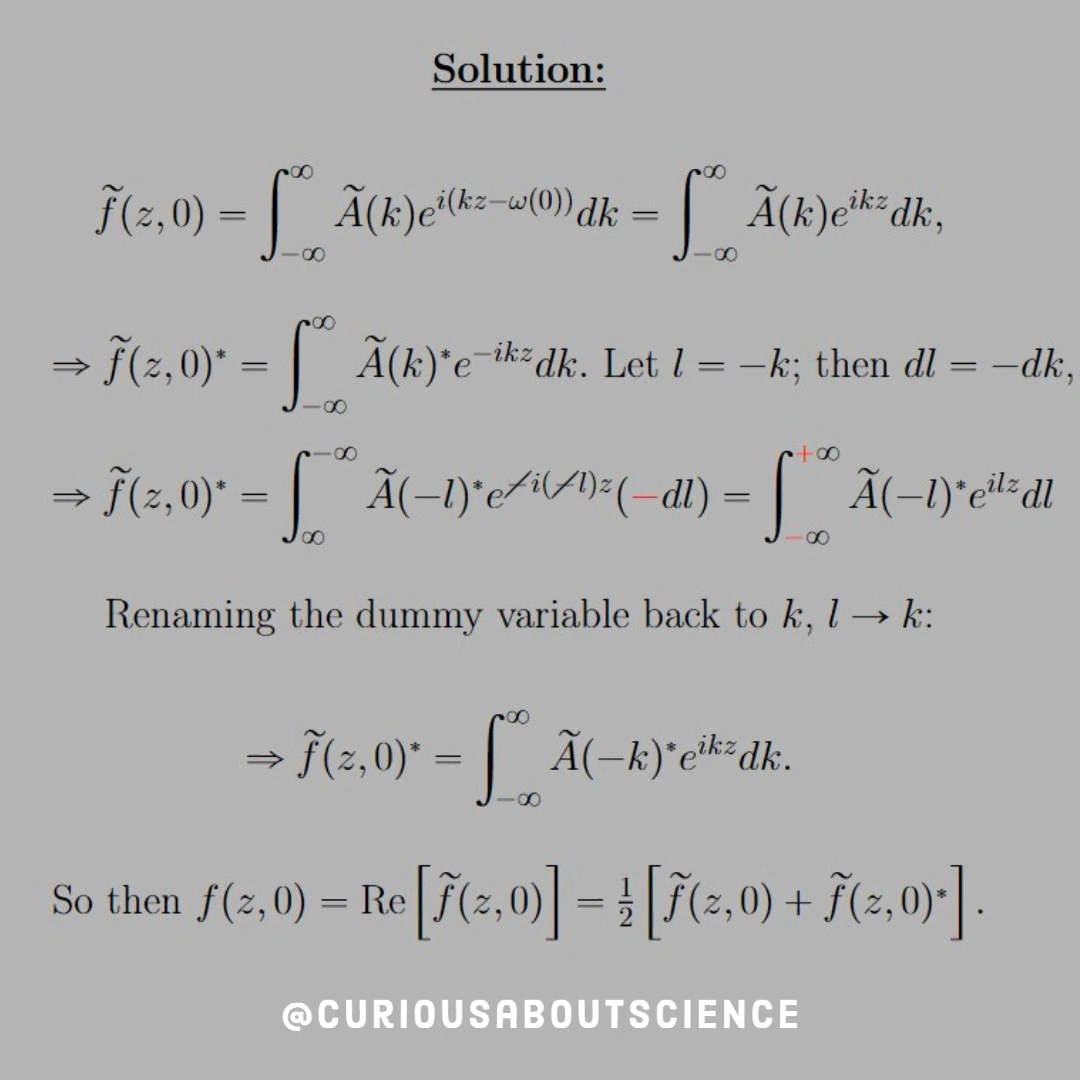 Solution:
f̃(z, 0) = ∫_{−∞}^{∞} Ã(k)e^{i(kz−ω(0))}dk = ∫_{−∞}^{∞} Ã(k)e^{ikz}dk,
⇒ f̃(z, 0)* = ∫_{−∞}^{∞} Ã(k)*e^{−ikz}dk. Let l = −k; then dl = −dk,
⇒ f̃(z, 0)* = ∫_{∞}^{−∞} Ã(−l)*e^{−i(−l)z}(−dl) = ∫_{−∞}^{+∞} Ã(−l)*e^{ilz}dl
Renaming the dummy variable back to k, l → k:
⇒ f̃(z, 0)* = ∫_{−∞}^{∞} Ã(−k)*e^{ikz}dk.
So then f(z, 0) = Re[f̃(z, 0)] = ½[f̃(z, 0) + f̃(z, 0)*].
@CURIOUSABOUTSCIENCE